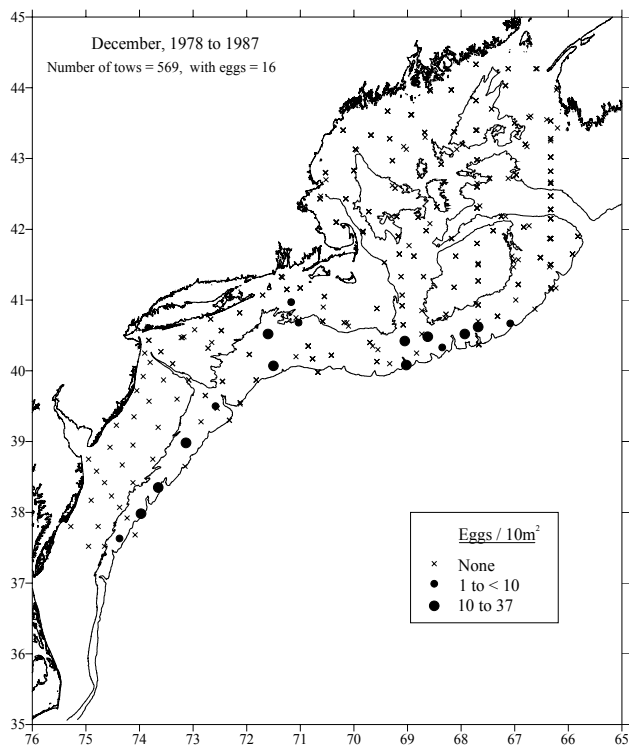 December, 1978 to 1987
Number of tows = 569, with eggs = 16
45
44
43
42
41
40
39
38
37
36
35
Eggs / 10m²
None
1 to < 10
10 to 37
76 75 74 73 72 71 70 69 68 67 66 65